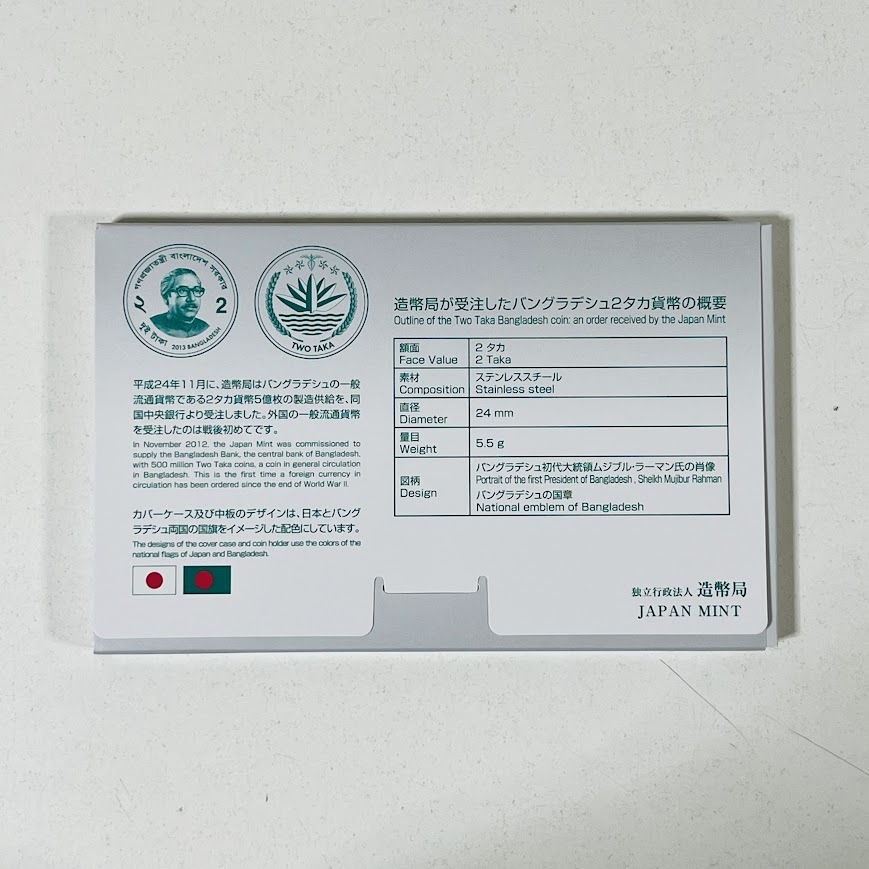 গণপ্রজাতন্ত্রী বাংলাদেশ সরকার
২
2
দুই টাকা 2013 BANGLADESH
TWO TAKA
平成24年11月に、造幣局はバングラデシュの一般
流通貨幣である2タカ貨幣5億枚の製造供給を、同
国中央銀行より受注しました。外国の一般流通貨幣
を受注したのは戦後初めてです。
In November 2012, the Japan Mint was commissioned to
supply the Bangladesh Bank, the central bank of Bangladesh,
with 500 million Two Taka coins, a coin in general circulation
in Bangladesh. This is the first time a foreign currency in
circulation has been ordered since the end of World War II.
カバーケース及び中板のデザインは、日本とバング
ラデシュ両国の国旗をイメージした配色にしています。
The designs of the cover case and coin holder use the colors of the
national flags of Japan and Bangladesh.
造幣局が受注したバングラデシュ2タカ貨幣の概要
Outline of the Two Taka Bangladesh coin: an order received by the Japan Mint
額面 2 タカ
Face Value 2 Taka
素材 ステンレススチール
Composition Stainless steel
直径
Diameter 24 mm
量目
Weight 5.5 g
図柄
Design
バングラデシュ初代大統領ムジブル・ラーマン氏の肖像
Portrait of the first President of Bangladesh , Sheikh Mujibur Rahman
バングラデシュの国章
National emblem of Bangladesh
独立行政法人 造幣局
JAPAN MINT